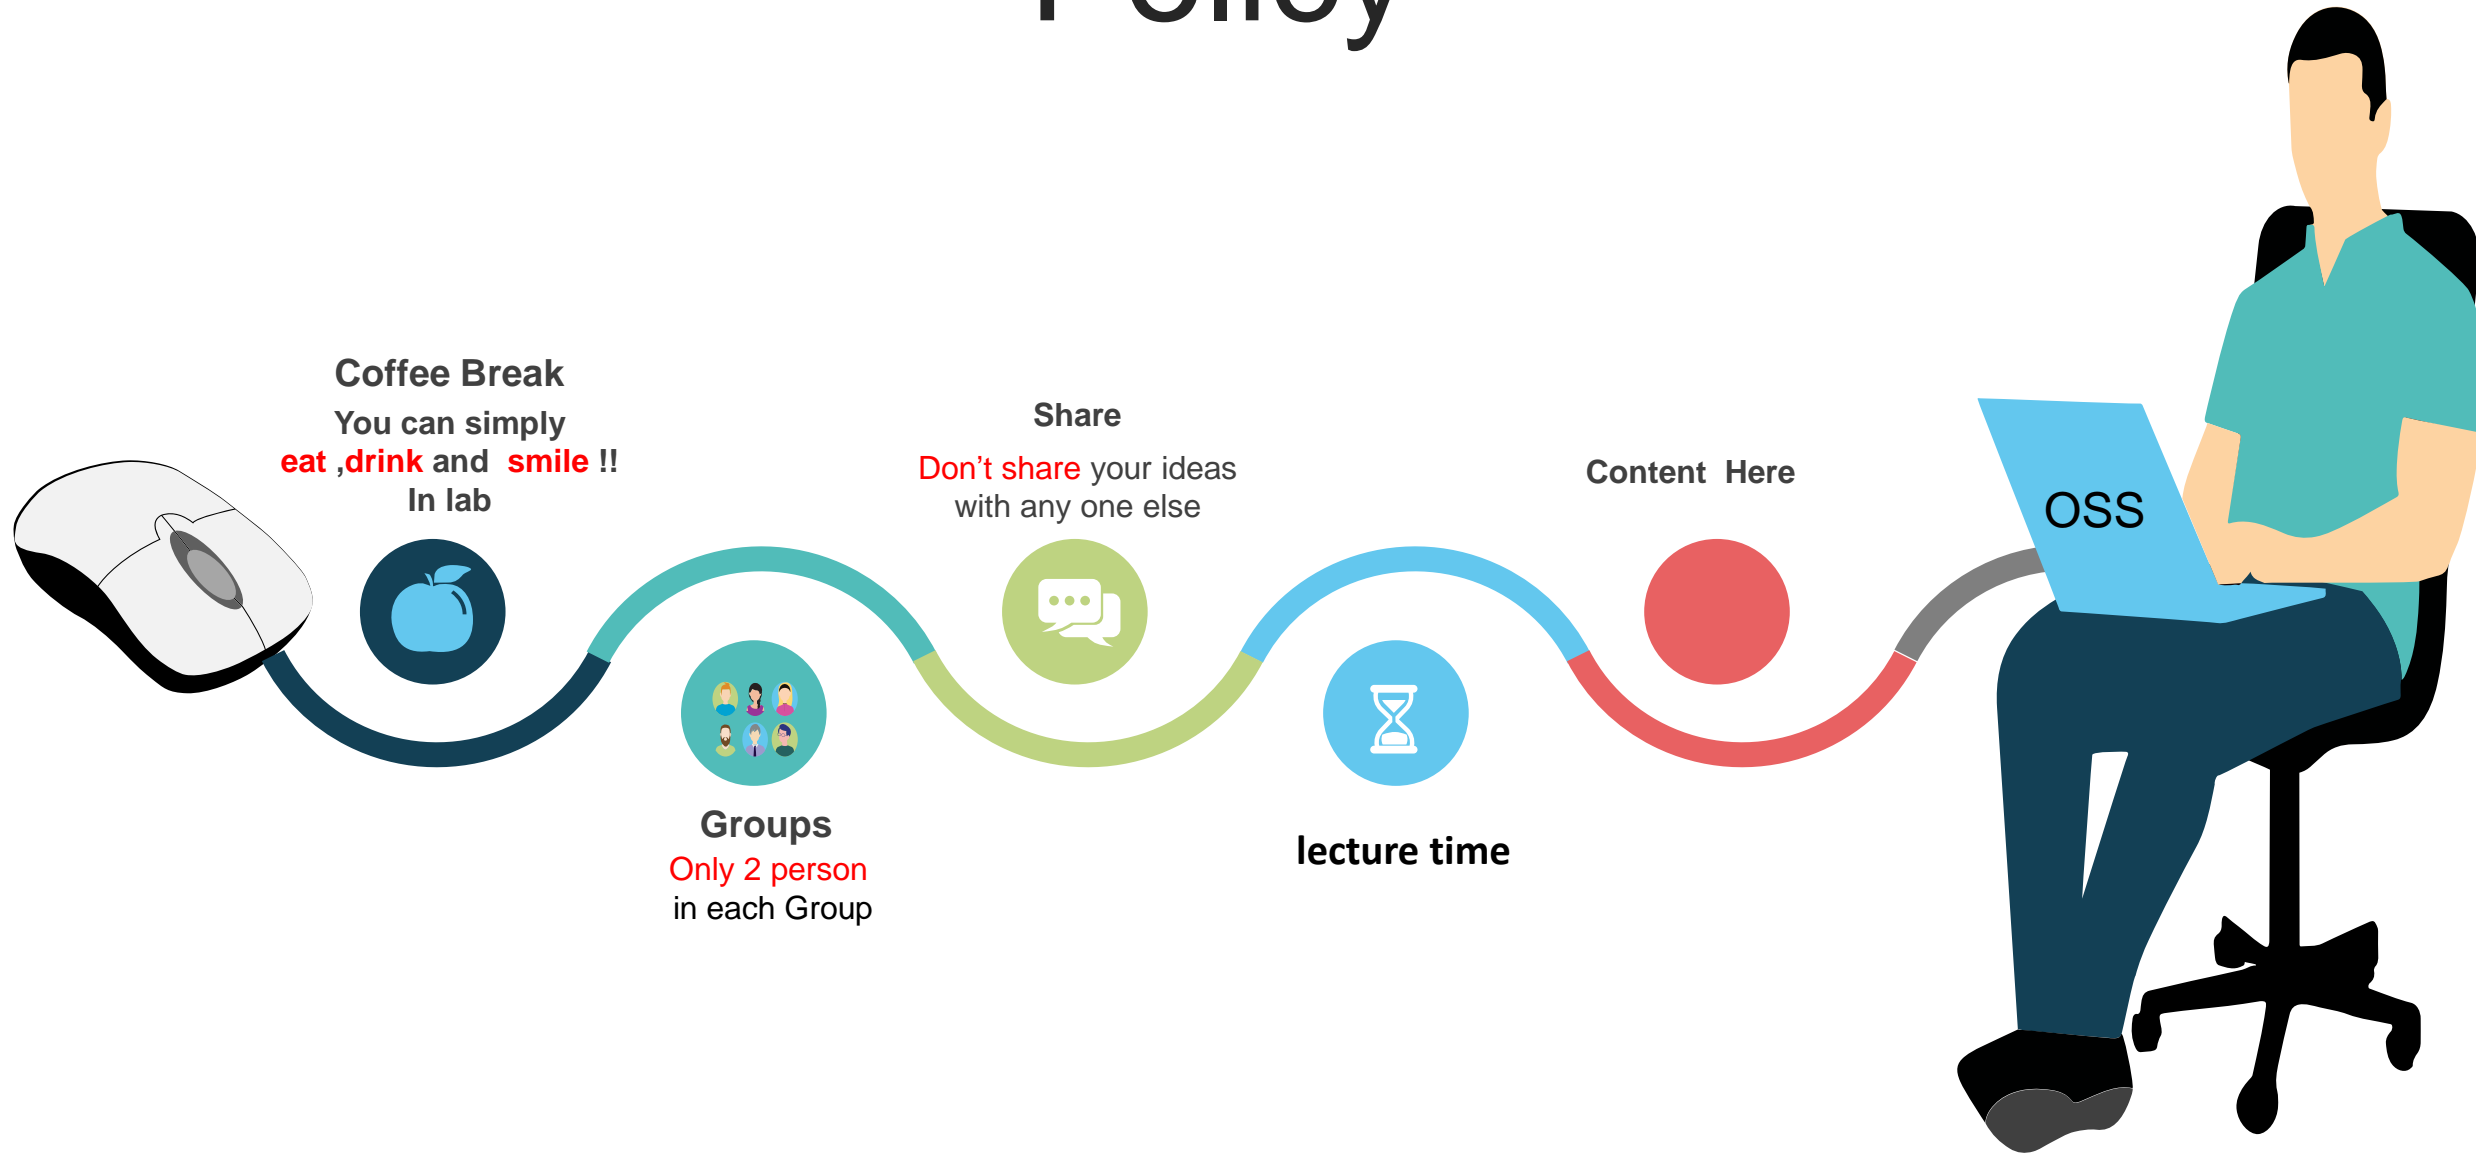 Policy
Coffee Break
You can simply
eat ,drink and  smile !!
In lab
Share
Don’t share your ideas
with any one else
Content  Here
OSS
Groups
Only 2 person
in each Group
lecture time